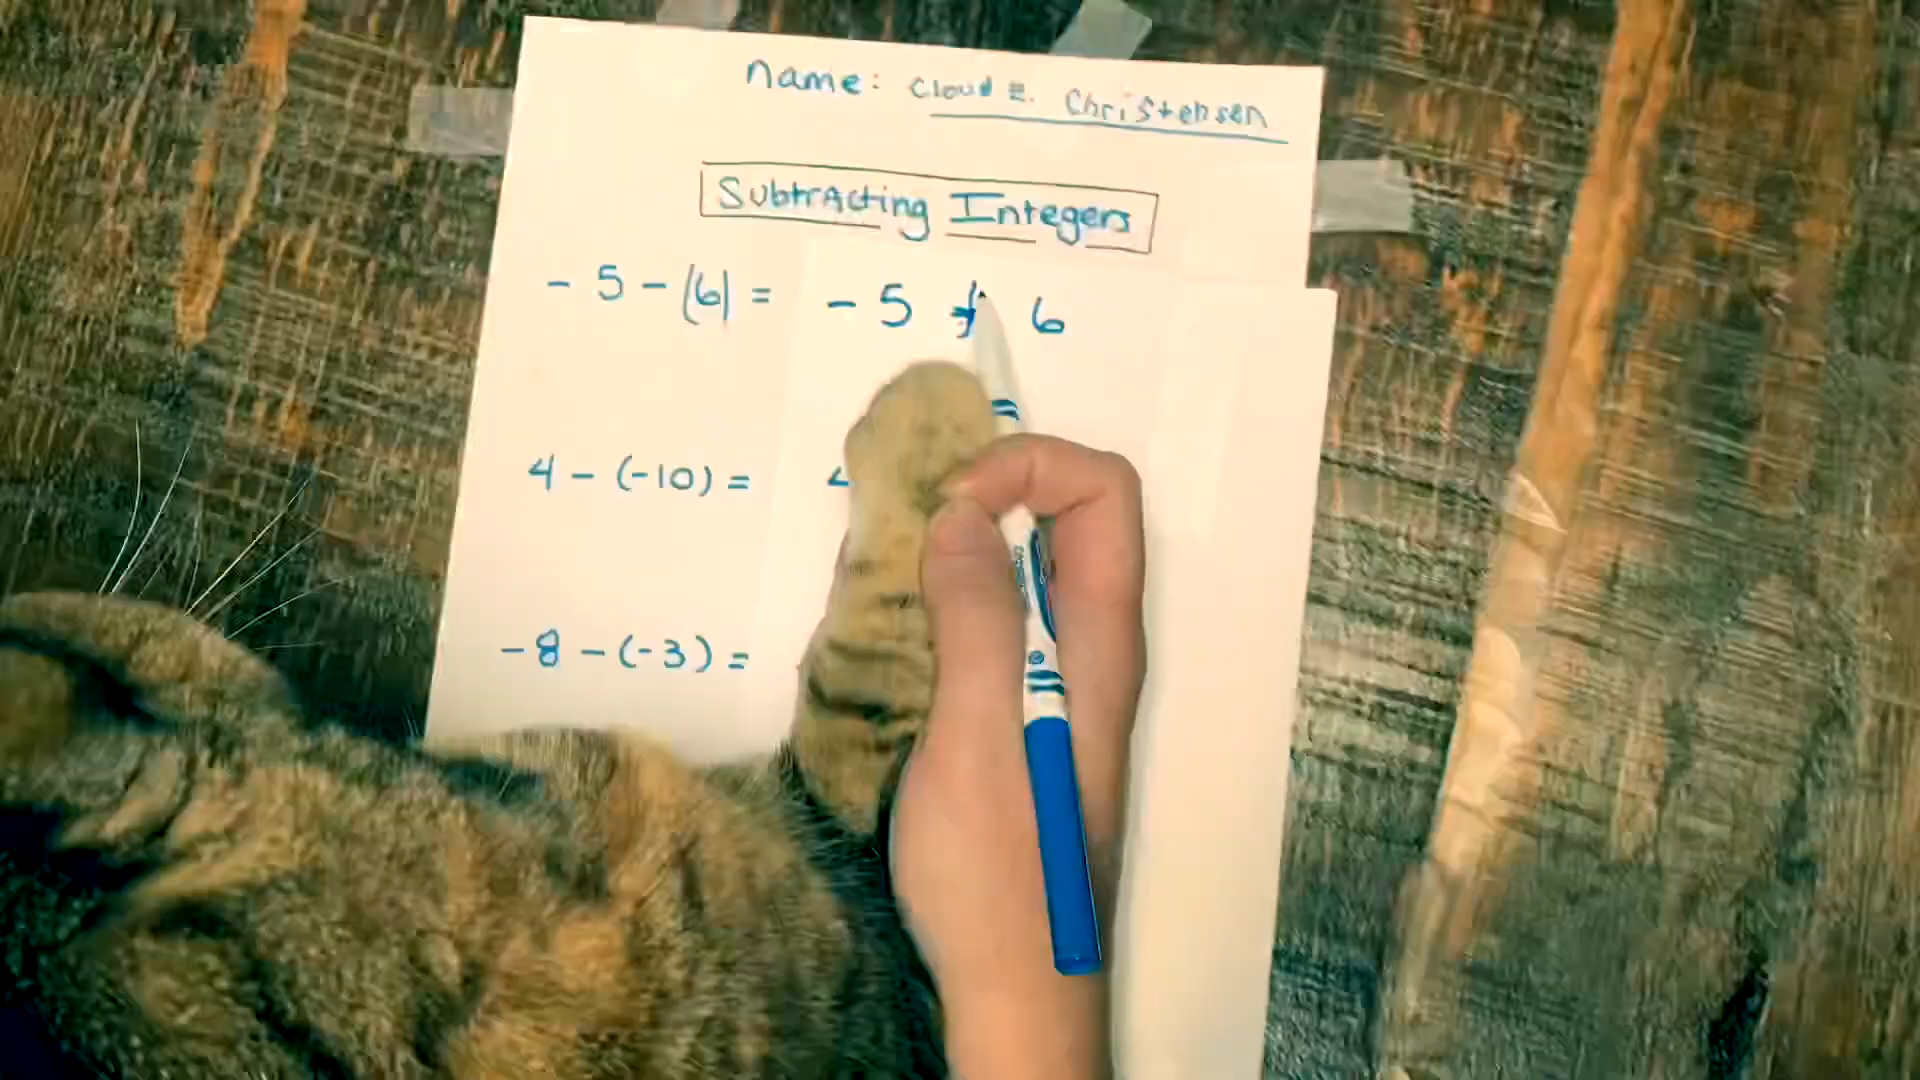 Name: Cloud E. Christensen
Subtracting Integers
- 5 - (6) = - 5 + 6
4 - (-10) =
-8 - (-3) =